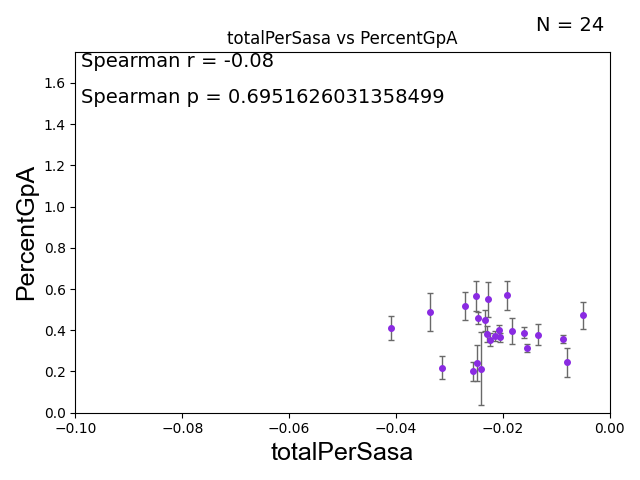 N = 24
totalPerSasa vs PercentGpA
Spearman r = -0.08
Spearman p = 0.6951626031358499
1.6
1.4
1.2
1.0
0.8
0.6
0.4
0.2
0.0
PercentGpA
−0.10 −0.08 −0.06 −0.04 −0.02 0.00
totalPerSasa